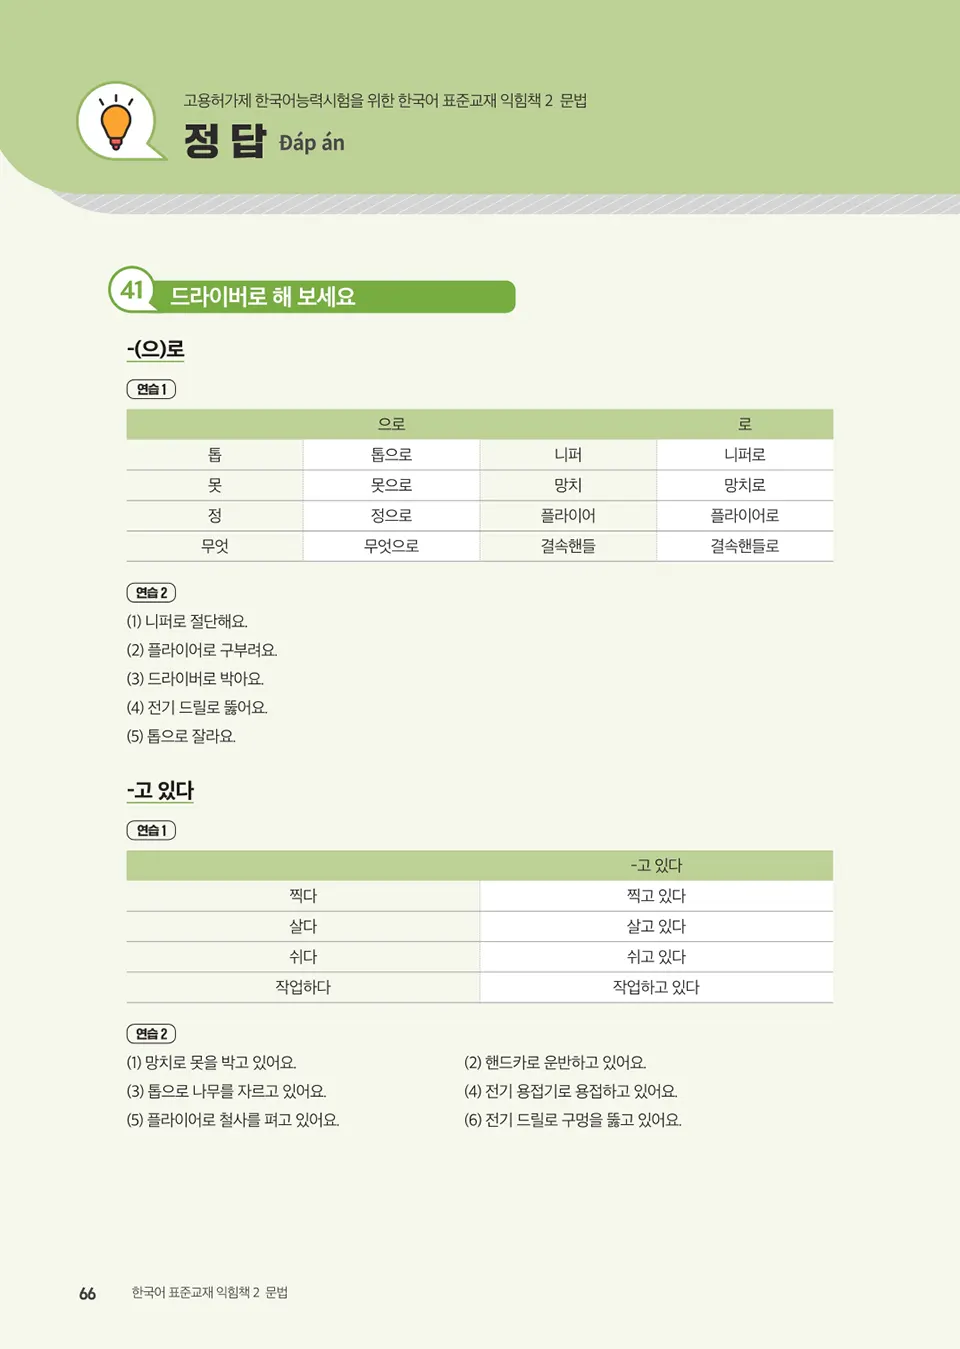 고용허가제 한국어능력시험을 위한 한국어 표준교재 익힘책 2 문법
정답 Đáp án
41 드라이버로 해 보세요
-(으)로
연습 1
으로 로
톱 톱으로 니퍼 니퍼로
못 못으로 망치 망치로
정 정으로 플라이어 플라이어로
무엇 무엇으로 결속핸들 결속핸들로
연습 2
(1) 니퍼로 절단해요.
(2) 플라이어로 구부려요.
(3) 드라이버로 박아요.
(4) 전기 드릴로 뚫어요.
(5) 톱으로 잘라요.
-고 있다
연습 1
-고 있다
찍다 찍고 있다
살다 살고 있다
쉬다 쉬고 있다
작업하다 작업하고 있다
연습 2
(1) 망치로 못을 박고 있어요. (2) 핸드카로 운반하고 있어요.
(3) 톱으로 나무를 자르고 있어요. (4) 전기 용접기로 용접하고 있어요.
(5) 플라이어로 철사를 펴고 있어요. (6) 전기 드릴로 구멍을 뚫고 있어요.
66 한국어 표준교재 익힘책 2 문법